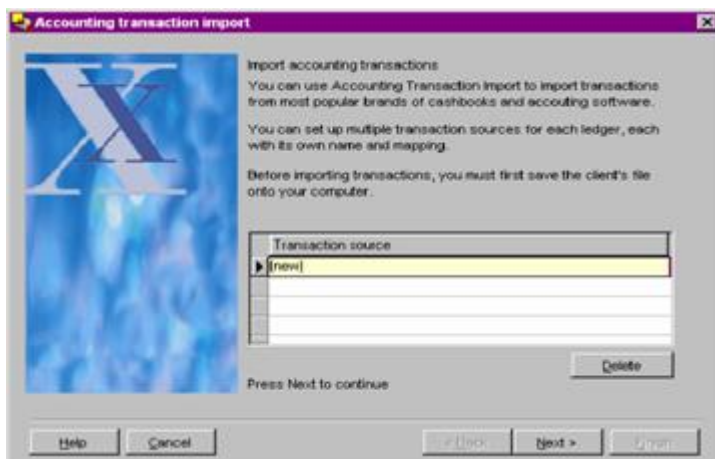 Accounting transaction import
X
X
Import accounting transactions
You can use Accounting Transaction Import to import transactions
from most popular brands of cashbooks and accouting software.
You can set up multiple transaction sources for each ledger, each
with its own name and mapping.
Before importing transactions, you must first save the client's file
onto your computer.
Transaction source
[new]
Delete
Press Next to continue
Help
Cancel
< Back
Next >
Finish